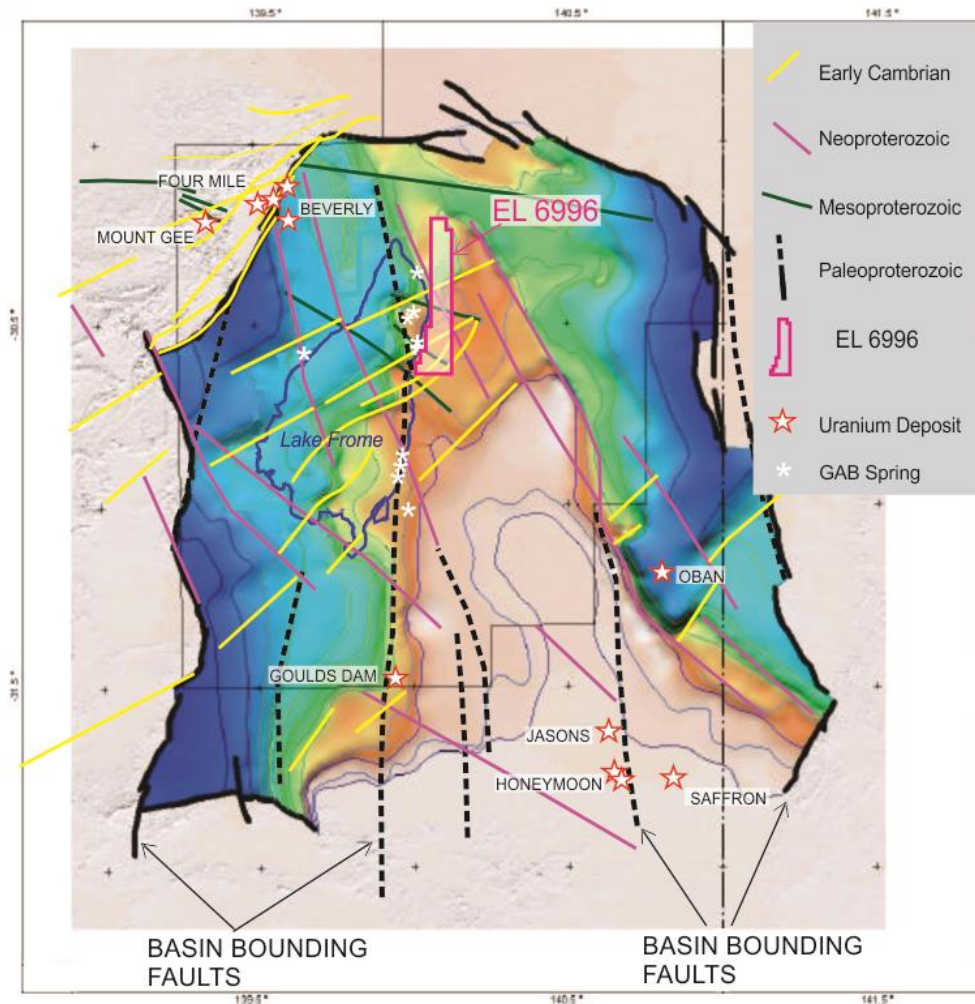 139.5°
140.5°
141.5°
Early Cambrian
Neoproterozoic
Mesoproterozoic
Paleoproterozoic
EL 6996
Uranium Deposit
GAB Spring
FOUR MILE
BEVERLY
MOUNT GEE
EL 6996
-30.5°
Lake Frome
OBAN
GOULDS DAM
-31.5°
JASONS
HONEYMOON
SAFFRON
BASIN BOUNDING
FAULTS
BASIN BOUNDING
FAULTS
139.5°
140.5°
141.5°